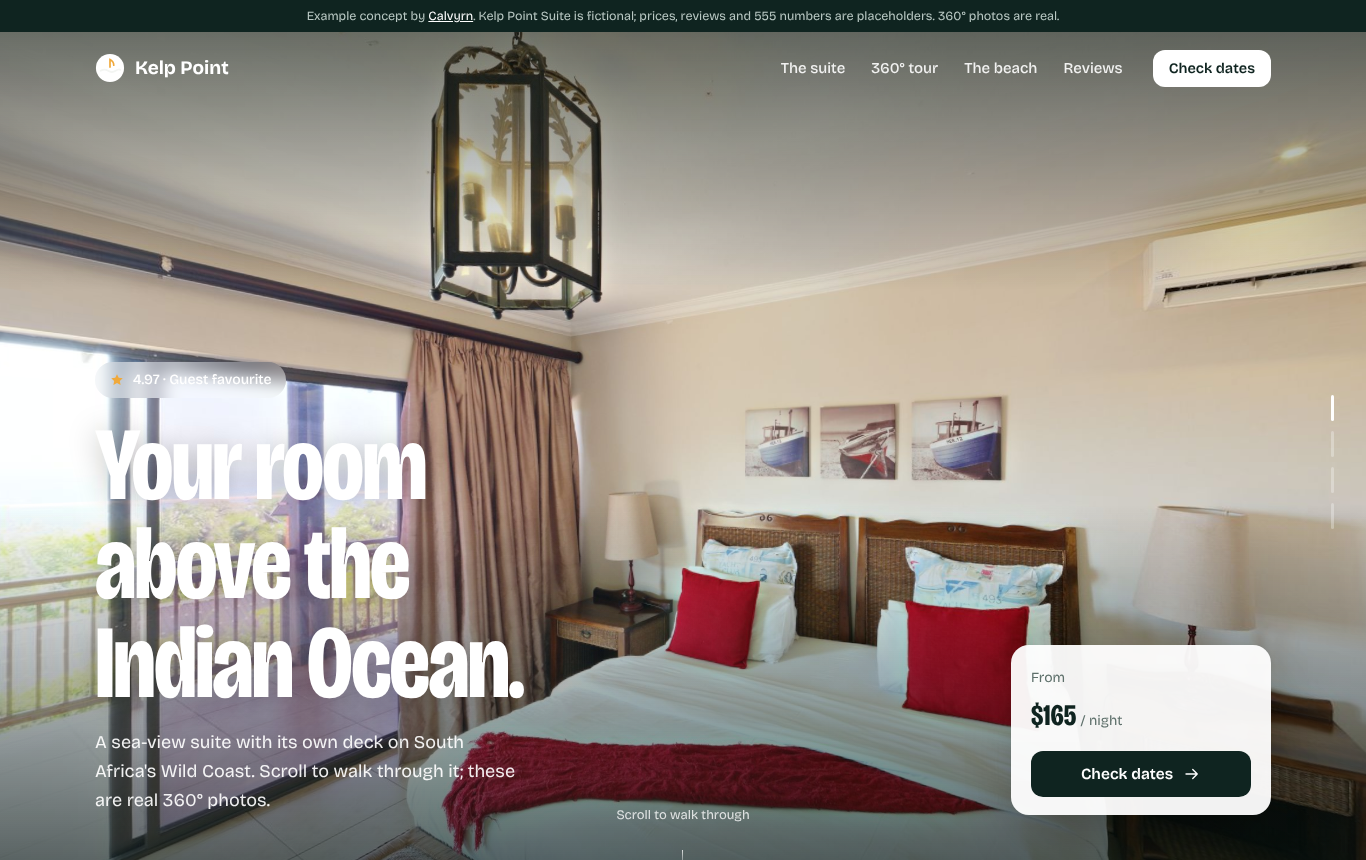 Example concept by Calvyrn. Kelp Point Suite is fictional; prices, reviews and 555 numbers are placeholders. 360° photos are real.
Kelp Point
The suite
360° tour
The beach
Reviews
Check dates
4.97 · Guest favourite
Your room
above the
Indian Ocean.
A sea-view suite with its own deck on South
Africa's Wild Coast. Scroll to walk through it; these
are real 360° photos.
From
$165 / night
Check dates
Scroll to walk through